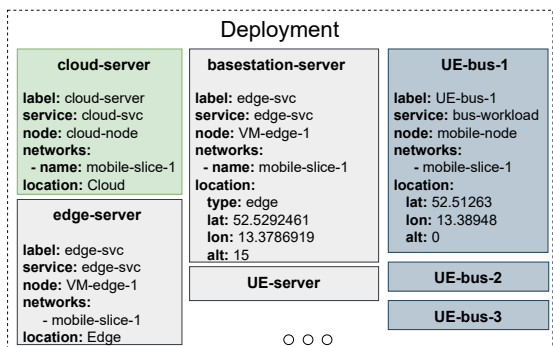 Deployment
cloud-server
label: cloud-server
service: cloud-svc
node: cloud-node
networks:
- name: mobile-slice-1
location: Cloud
edge-server
label: edge-svc
service: edge-svc
node: VM-edge-1
networks:
- mobile-slice-1
location: Edge
basestation-server
label: edge-svc
service: edge-svc
node: VM-edge-1
networks:
- name: mobile-slice-1
location:
type: edge
lat: 52.5292461
lon: 13.3786919
alt: 15
UE-server
UE-bus-1
label: UE-bus-1
service: bus-workload
node: mobile-node
networks:
- mobile-slice-1
location:
lat: 52.51263
lon: 13.38948
alt: 0
UE-bus-2
UE-bus-3